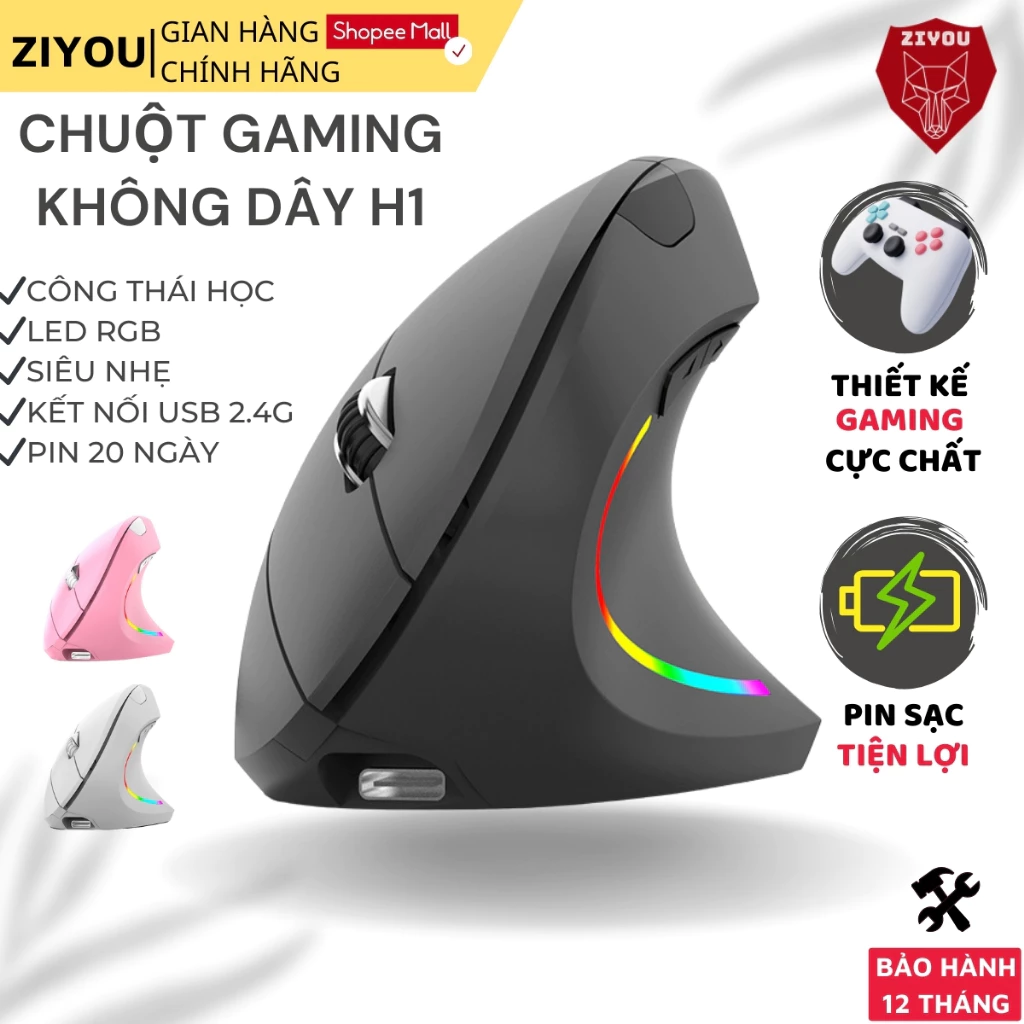 ZIYOU
GIAN HÀNG Shopee Mall
CHÍNH HÃNG
ZIYOU
CHUỘT GAMING
KHÔNG DÂY H1
CÔNG THÁI HỌC
LED RGB
SIÊU NHẸ
KẾT NỐI USB 2.4G
PIN 20 NGÀY
THIẾT KẾ
GAMING
CỰC CHẤT
PIN SẠC
TIỆN LỢI
BẢO HÀNH
12 THÁNG